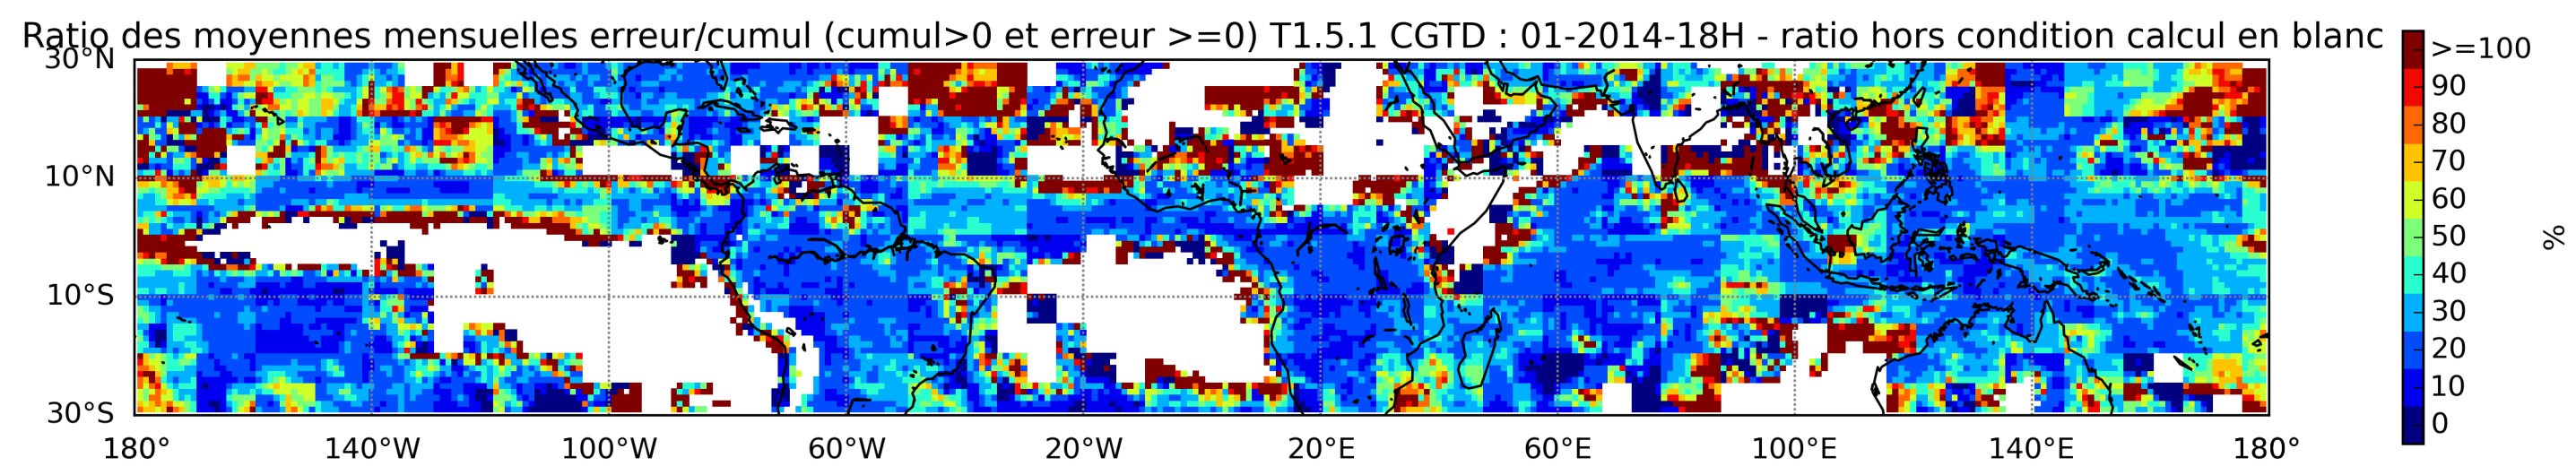 Ratio des moyennes mensuelles erreur/cumul (cumul>0 et erreur >=0) T1.5.1 CGTD : 01-2014-18H - ratio hors condition calcul en blanc
30°N
10°N
10°S
30°S
180° 140°W 100°W 60°W 20°W 20°E 60°E 100°E 140°E 180°
>=100
90
80
70
60
50
40
30
20
10
0
%